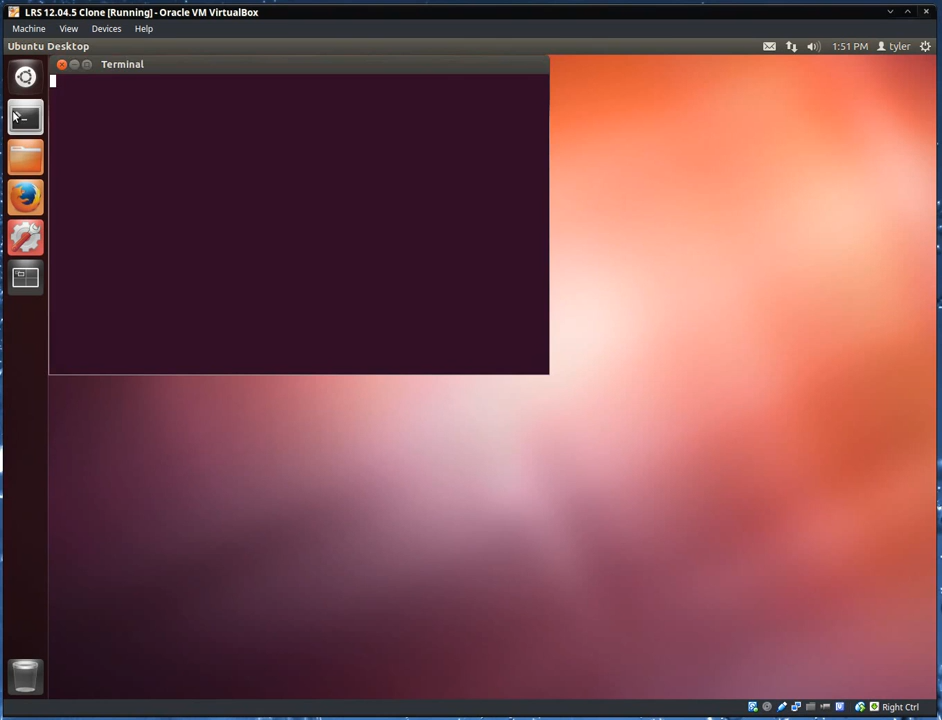 LRS 12.04.5 Clone [Running] - Oracle VM VirtualBox
Machine View Devices Help
Ubuntu Desktop 1:51 PM tyler
Terminal
>_
Right Ctrl